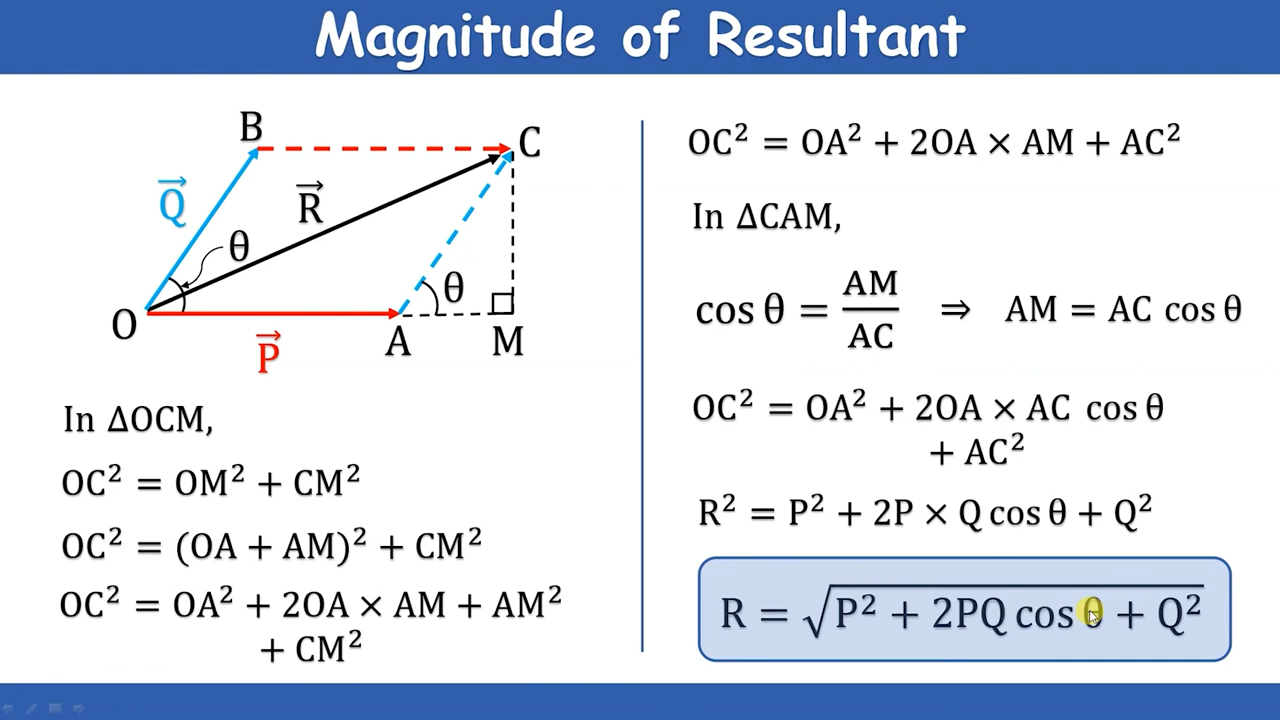 Magnitude of Resultant
B
C
Q⃗
R⃗
θ
θ
O
A
M
P⃗
In ΔOCM,
OC² = OM² + CM²
OC² = (OA + AM)² + CM²
OC² = OA² + 2OA × AM + AM²
+ CM²
OC² = OA² + 2OA × AM + AC²
In ΔCAM,
cos θ = AM/AC ⇒ AM = AC cos θ
OC² = OA² + 2OA × AC cos θ
+ AC²
R² = P² + 2P × Q cos θ + Q²
R = √(P² + 2PQ cos θ + Q²)